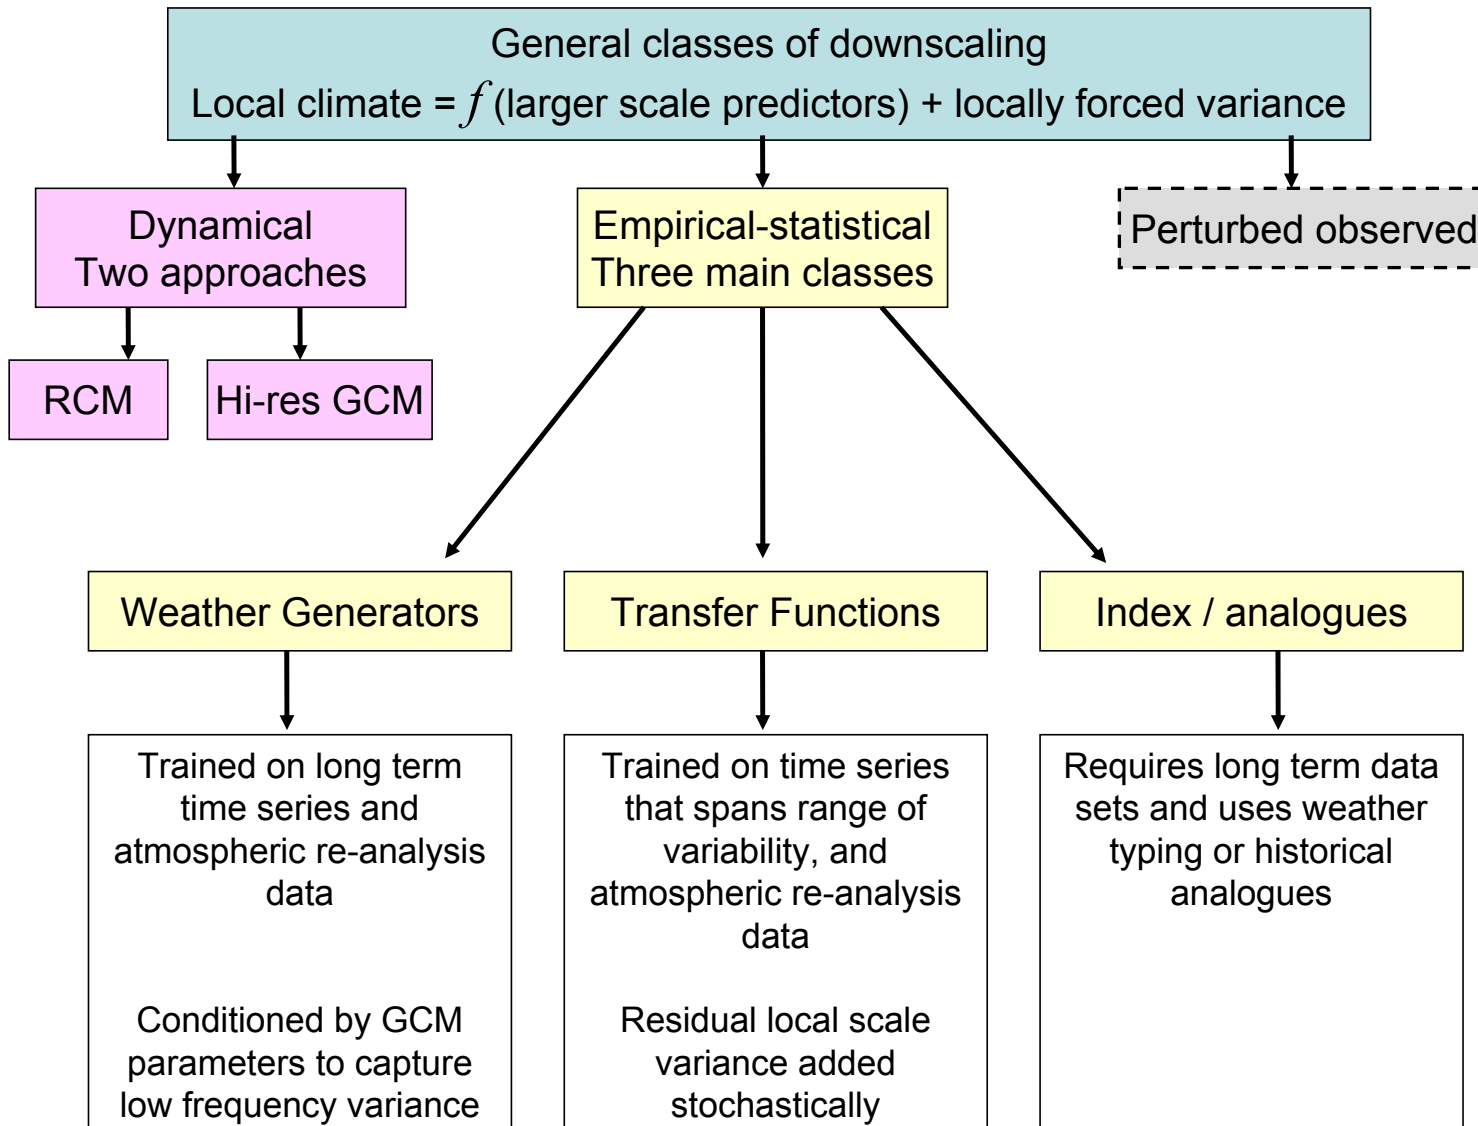 General classes of downscaling
Local climate = f (larger scale predictors) + locally forced variance
Dynamical
Two approaches
Empirical-statistical
Three main classes
Perturbed observed
RCM
Hi-res GCM
Weather Generators
Transfer Functions
Index / analogues
Trained on long term
time series and
atmospheric re-analysis
data
Conditioned by GCM
parameters to capture
low frequency variance
Trained on time series
that spans range of
variability, and
atmospheric re-analysis
data
Residual local scale
variance added
stochastically
Requires long term data
sets and uses weather
typing or historical
analogues